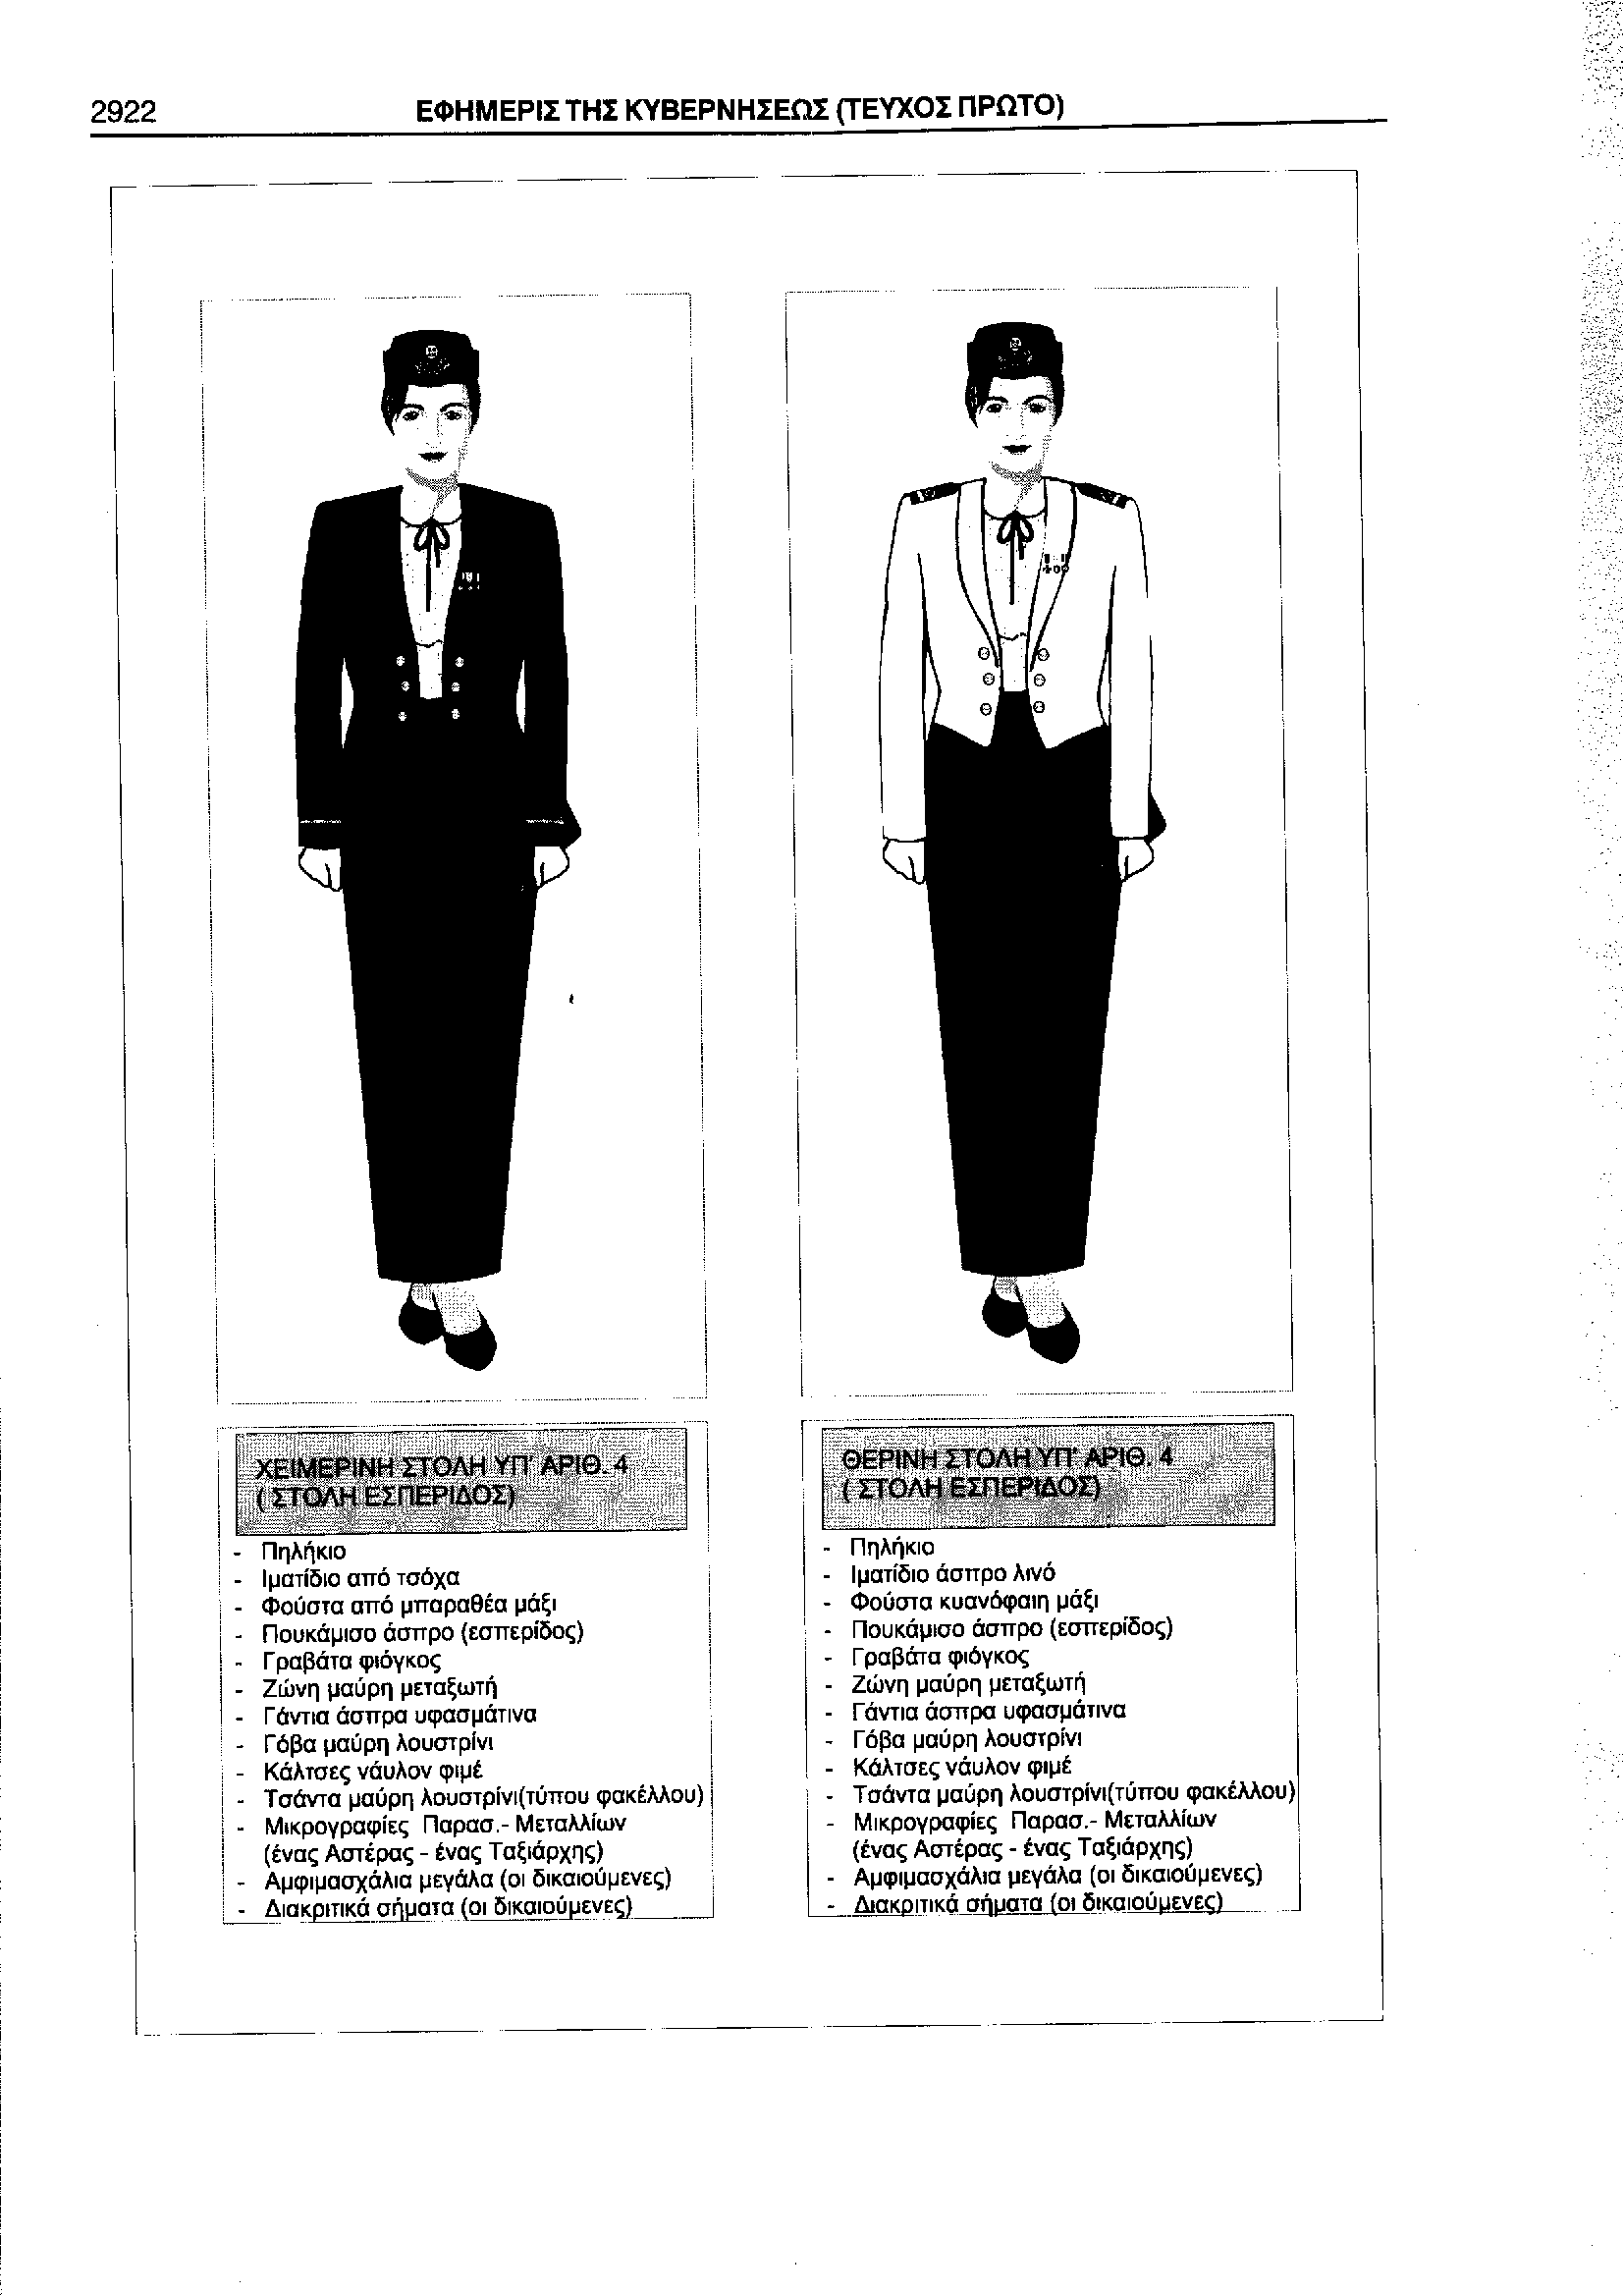 2922
ΕΦΗΜΕΡΙΣ ΤΗΣ ΚΥΒΕΡΝΗΣΕΩΣ (ΤΕΥΧΟΣ ΠΡΩΤΟ)
ΧΕΙΜΕΡΙΝΗ ΣΤΟΛΗ ΥΠ' ΑΡΙΘ. 4
( ΣΤΟΛΗ ΕΣΠΕΡΙΔΟΣ)
- Πηλήκιο
- Ιματίδιο από τσόχα
- Φούστα από μπαραθέα μάξι
- Πουκάμισο άσπρο (εσπερίδος)
- Γραβάτα φιόγκος
- Ζώνη μαύρη μεταξωτή
- Γάντια άσπρα υφασμάτινα
- Γόβα μαύρη λουστρίνι
- Κάλτσες νάυλον φιμέ
- Τσάντα μαύρη λουστρίνι(τύπου φακέλλου)
- Μικρογραφίες Παρασ.- Μεταλλίων
(ένας Αστέρας - ένας Ταξιάρχης)
- Αμφιμασχάλια μεγάλα (οι δικαιούμενες)
- Διακριτικά σήματα (οι δικαιούμενες)
ΘΕΡΙΝΗ ΣΤΟΛΗ ΥΠ' ΑΡΙΘ. 4
( ΣΤΟΛΗ ΕΣΠΕΡΙΔΟΣ)
- Πηλήκιο
- Ιματίδιο άσπρο λινό
- Φούστα κυανόφαιη μάξι
- Πουκάμισο άσπρο (εσπερίδος)
- Γραβάτα φιόγκος
- Ζώνη μαύρη μεταξωτή
- Γάντια άσπρα υφασμάτινα
- Γόβα μαύρη λουστρίνι
- Κάλτσες νάυλον φιμέ
- Τσάντα μαύρη λουστρίνι(τύπου φακέλλου)
- Μικρογραφίες Παρασ.- Μεταλλίων
(ένας Αστέρας - ένας Ταξιάρχης)
- Αμφιμασχάλια μεγάλα (οι δικαιούμενες)
- Διακριτικά σήματα (οι δικαιούμενες)